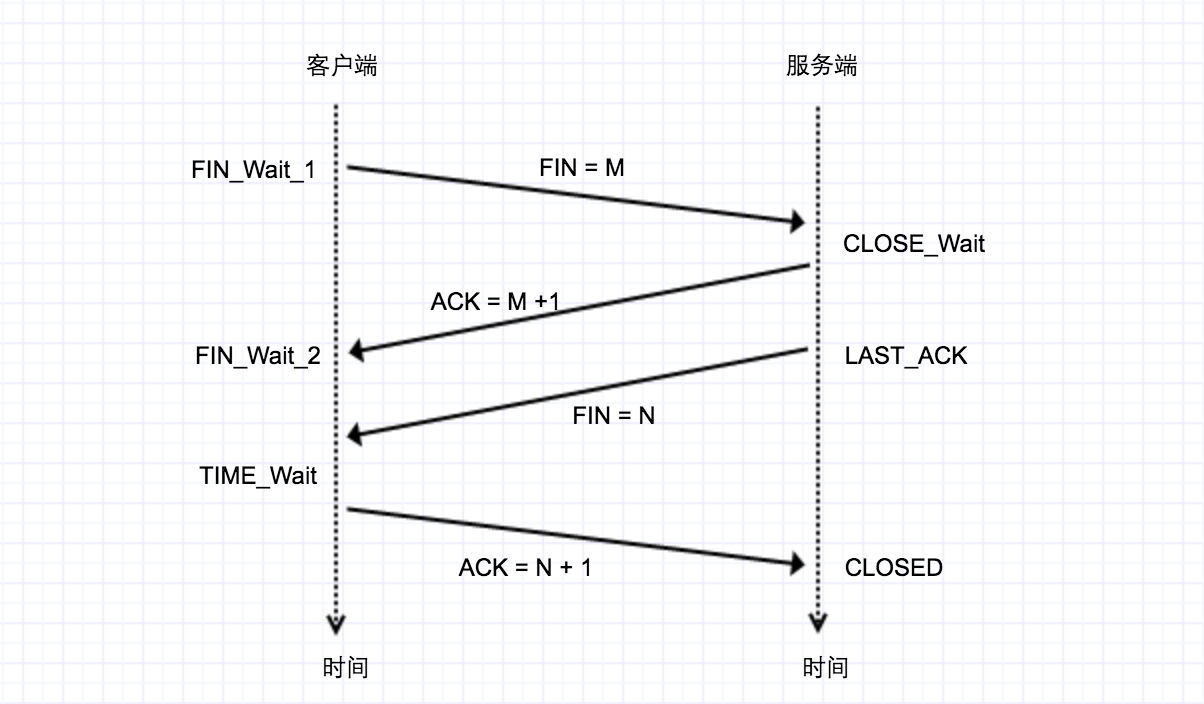 客户端
服务端
FIN_Wait_1
FIN = M
CLOSE_Wait
ACK = M +1
FIN_Wait_2
LAST_ACK
FIN = N
TIME_Wait
ACK = N + 1
CLOSED
时间
时间